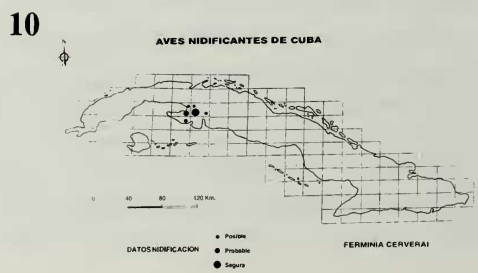 10
AVES NIDIFICANTES DE CUBA
N
0 40 80 120 Km.
DATOS NIDIFICACION
Posible
Probable
Segura
FERMINIA CERVERAI